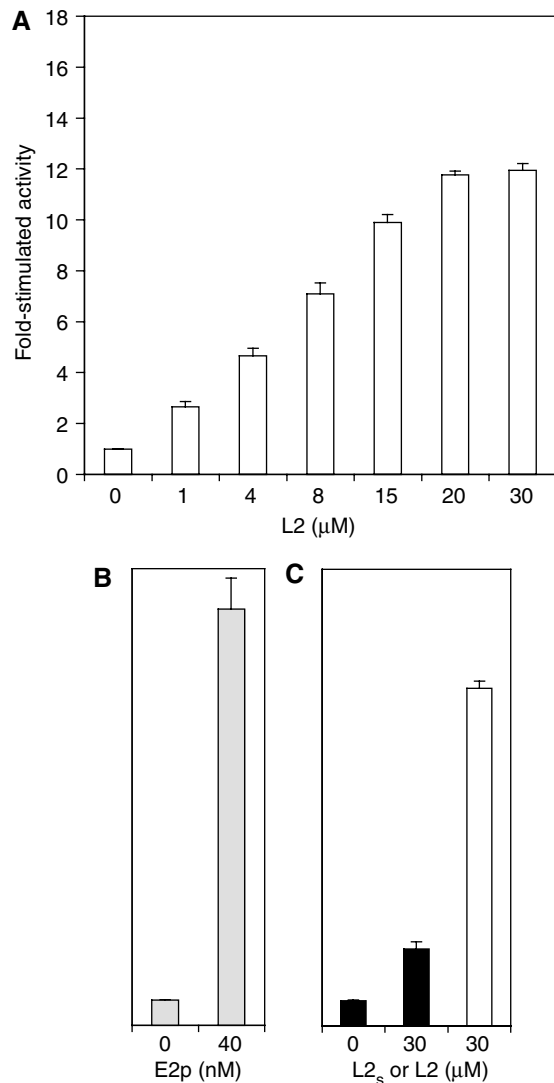 A
Fold-stimulated activity
18
16
14
12
10
8
6
4
2
0
0 1 4 8 15 20 30
L2 (μM)
B
0 40
E2p (nM)
C
0 30 30
L2s or L2 (μM)